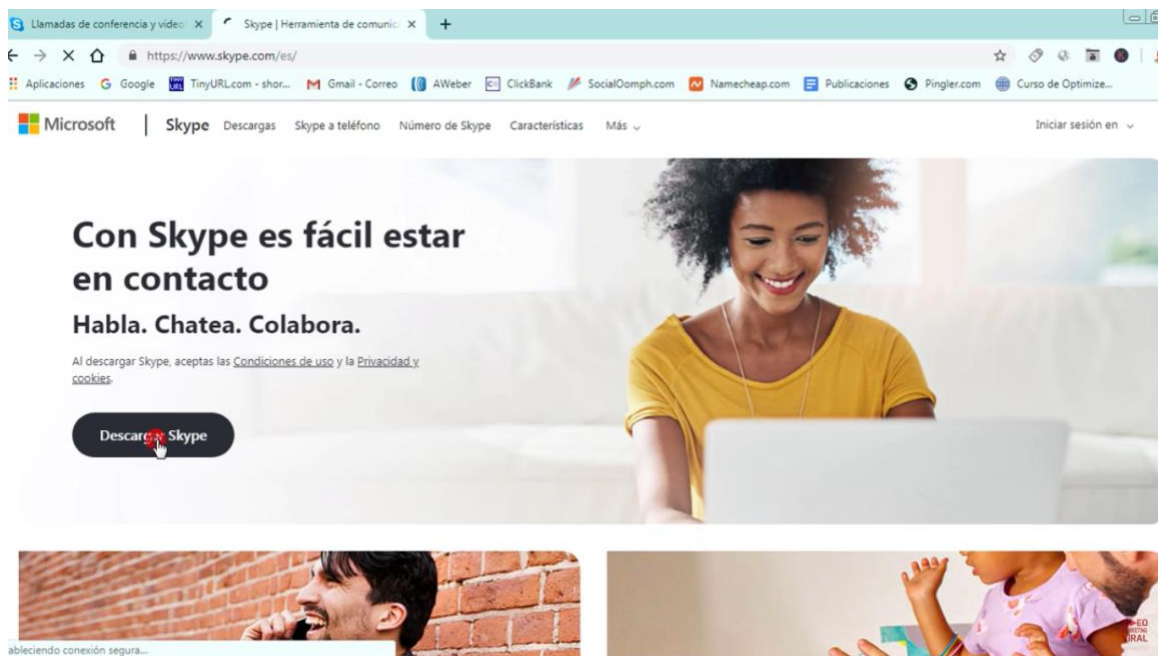 Llamadas de conferencia y video
Skype | Herramienta de comunic
https://www.skype.com/es/
Aplicaciones Google TinyURL.com - shor... Gmail - Correo AWeber ClickBank SocialOomph.com Namecheap.com Publicaciones Pingler.com Curso de Optimize...
Microsoft | Skype Descargas Skype a teléfono Número de Skype Características Más Iniciar sesión en
Con Skype es fácil estar
en contacto
Habla. Chatea. Colabora.
Al descargar Skype, aceptas las Condiciones de uso y la Privacidad y
cookies.
Descargar Skype
ableciendo conexión segura...